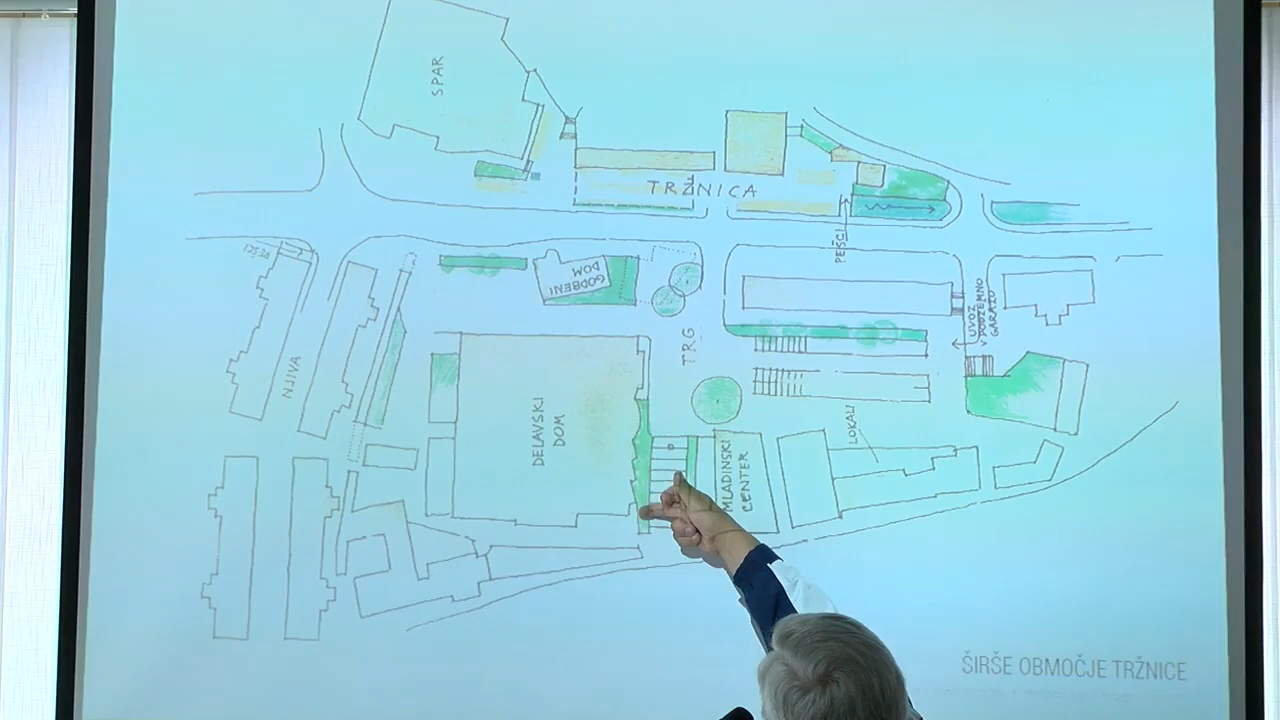 SPAR
TRŽNICA
PEŠCI
PEŠCI
GODBENI
DOM
TRG
UVOZ
V PODZEMNO
GARAŽO
NJIVA
DELAVSKI
DOM
LOKALI
MLADINSKI
CENTER
P
ŠIRŠE OBMOČJE TRŽNICE